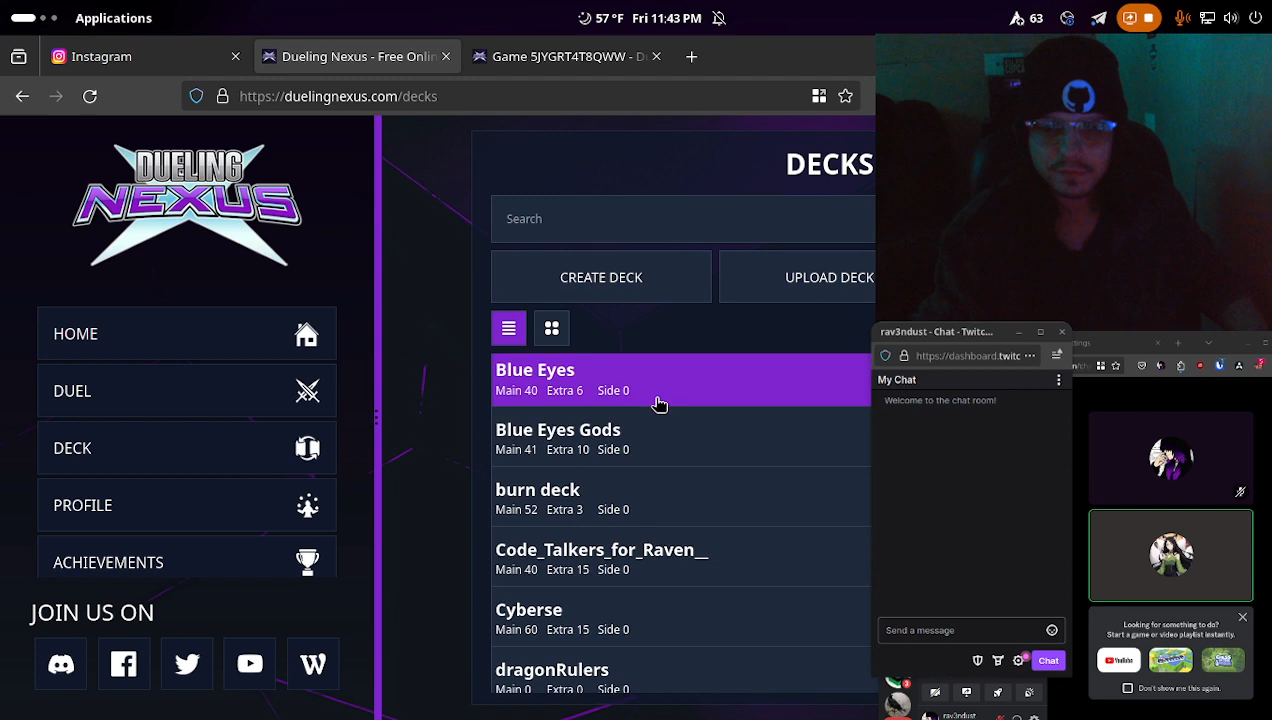 Applications
57 °F Fri 11:43 PM
63
Instagram
Dueling Nexus - Free Onlin
Game 5JYGRT4T8QWW - D
https://duelingnexus.com/decks
DUELING
NEXUS
HOME
DUEL
DECK
PROFILE
ACHIEVEMENTS
JOIN US ON
DECKS
Search
CREATE DECK
UPLOAD DECK
Blue Eyes
Main 40 Extra 6 Side 0
Blue Eyes Gods
Main 41 Extra 10 Side 0
burn deck
Main 52 Extra 3 Side 0
Code_Talkers_for_Raven__
Main 40 Extra 15 Side 0
Cyberse
Main 60 Extra 15 Side 0
dragonRulers
Main 0 Extra 0 Side 0
rav3ndust - Chat - Twitc...
https://dashboard.twitc
My Chat
Welcome to the chat room!
Send a message
Chat
Looking for something to do?
Start a game or video playlist instantly.
YouTube
Don't show me this again.
rav3ndust